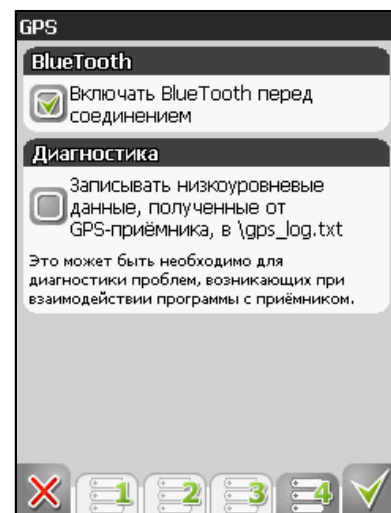 GPS
BlueTooth
Включать BlueTooth перед
соединением
Диагностика
Записывать низкоуровневые
данные, полученные от
GPS-приёмника, в \gps_log.txt
Это может быть необходимо для
диагностики проблем, возникающих при
взаимодействии программы с приёмником.
1 2 3 4